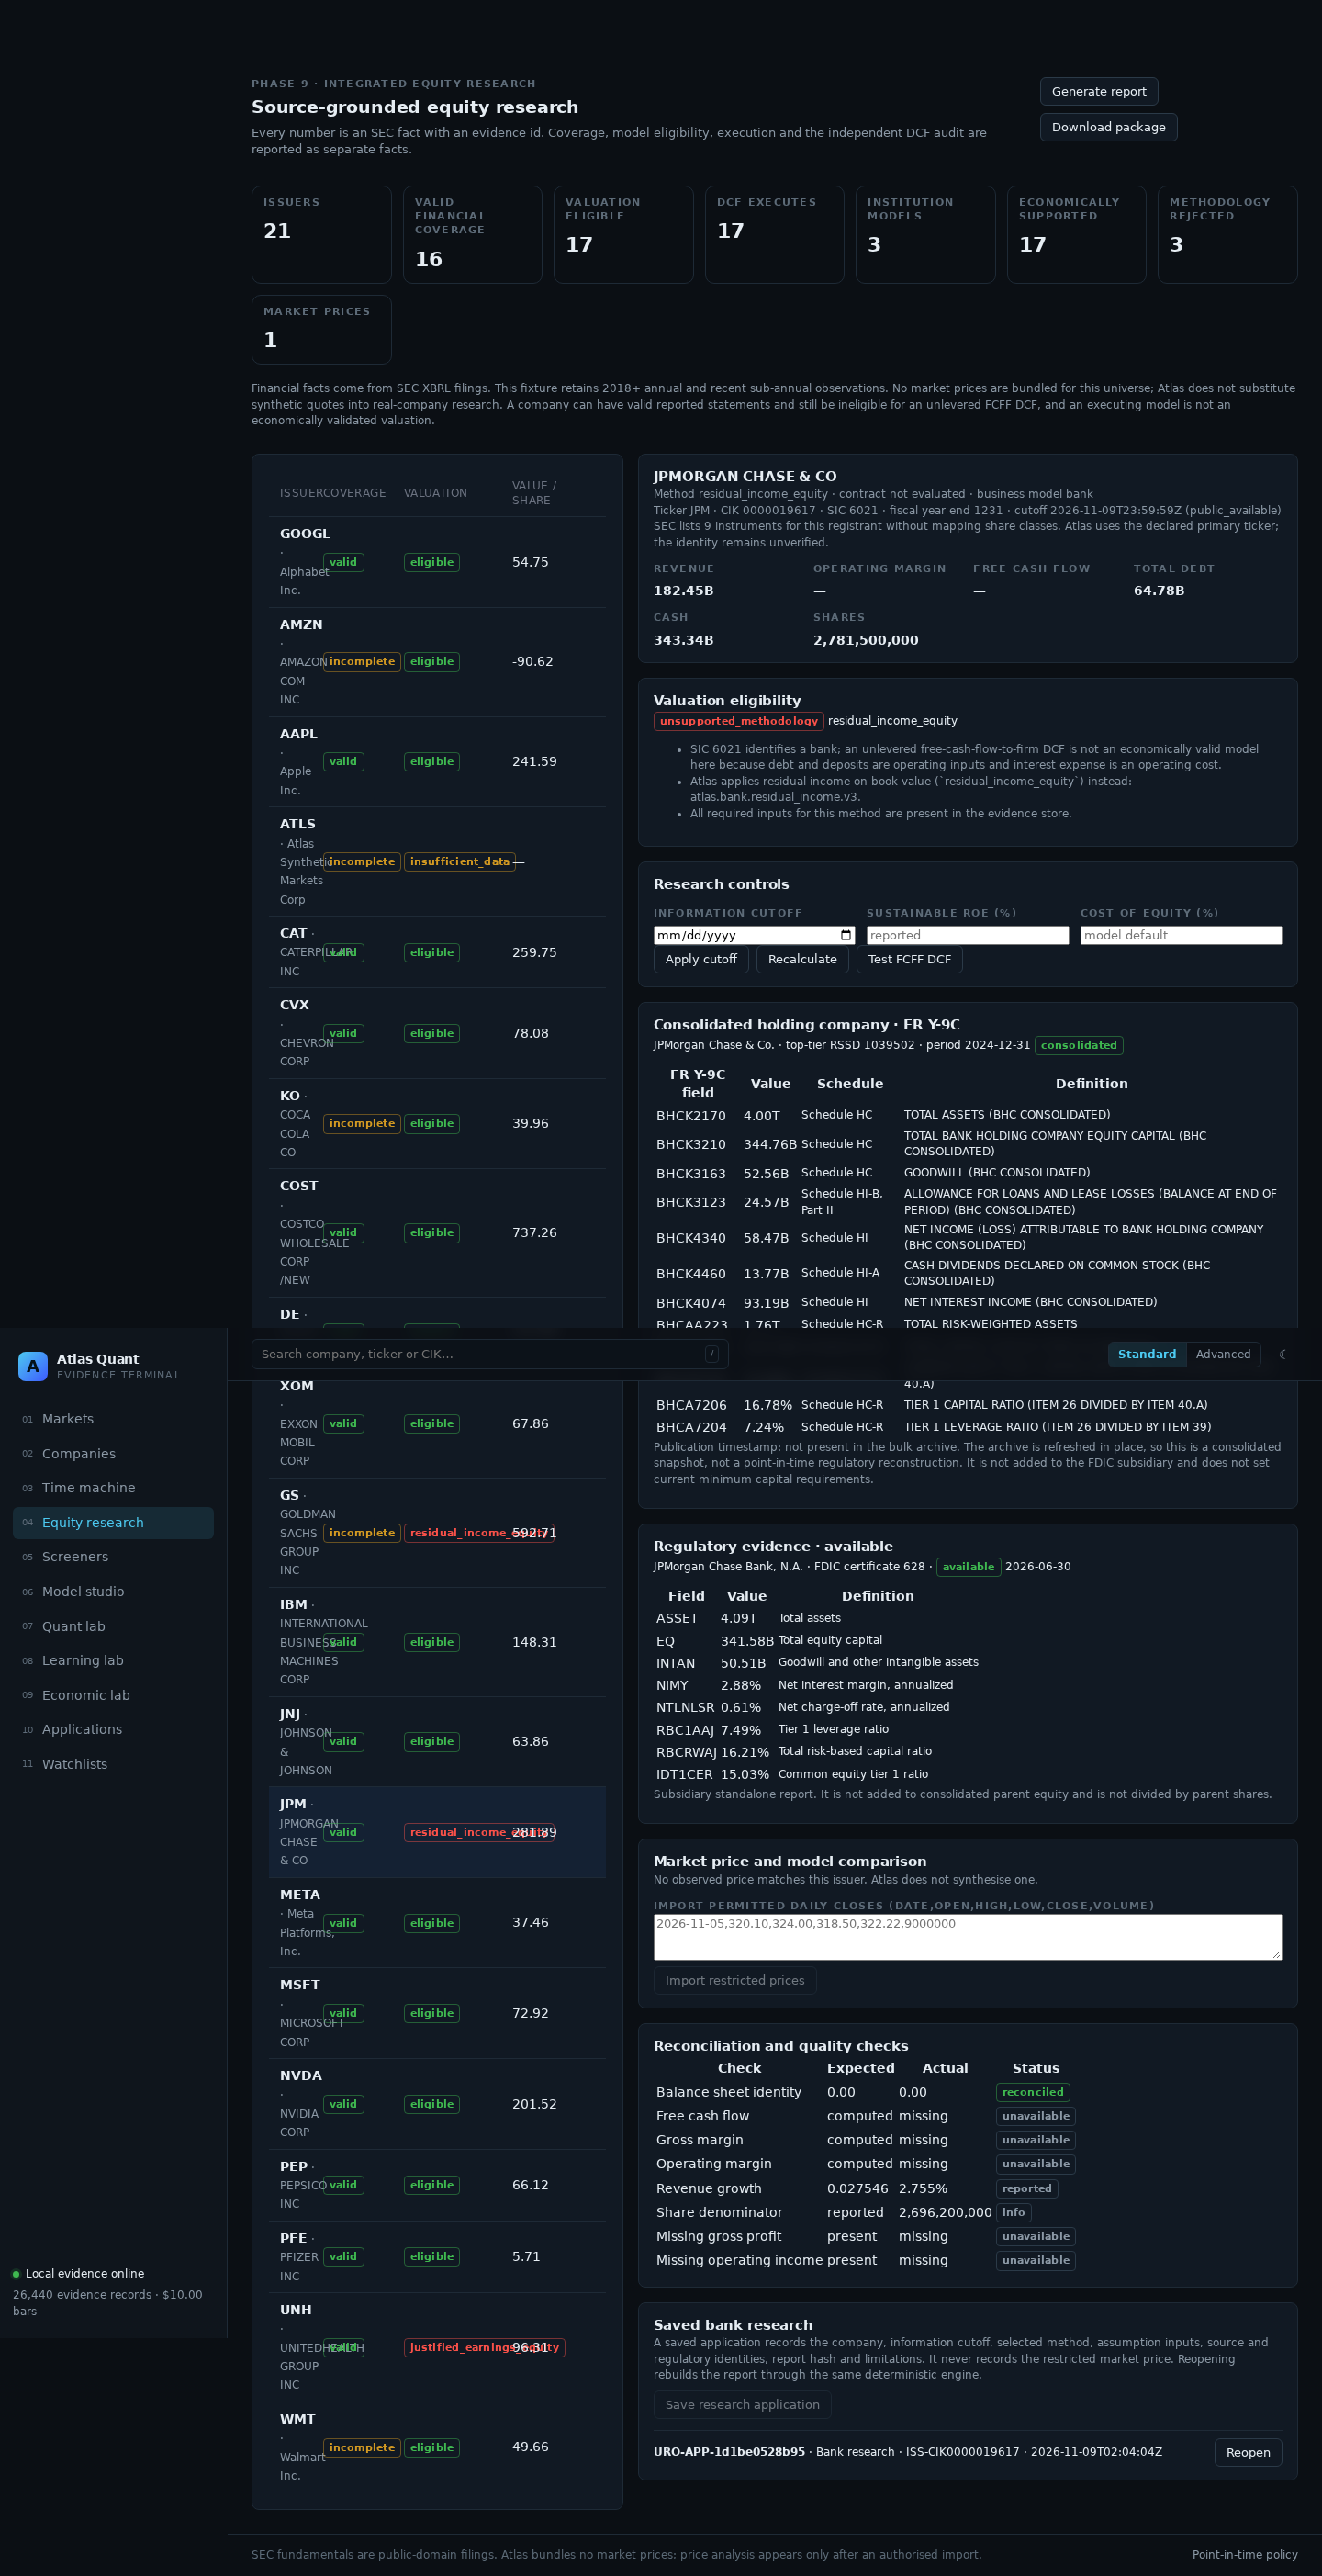 PHASE 9 · INTEGRATED EQUITY RESEARCH
Source-grounded equity research
Every number is an SEC fact with an evidence id. Coverage, model eligibility, execution and the independent DCF audit are
reported as separate facts.
Generate report
Download package
ISSUERS
21
VALID
FINANCIAL
COVERAGE
16
VALUATION
ELIGIBLE
17
DCF EXECUTES
17
INSTITUTION
MODELS
3
ECONOMICALLY
SUPPORTED
17
METHODOLOGY
REJECTED
3
MARKET PRICES
1
Financial facts come from SEC XBRL filings. This fixture retains 2018+ annual and recent sub-annual observations. No market prices are bundled for this universe; Atlas does not substitute
synthetic quotes into real-company research. A company can have valid reported statements and still be ineligible for an unlevered FCFF DCF, and an executing model is not an
economically validated valuation.
ISSUER COVERAGE VALUATION VALUE /
SHARE
GOOGL
·
Alphabet
Inc.
valid eligible 54.75
AMZN
·
AMAZON
COM
INC
incomplete eligible -90.62
AAPL
·
Apple
Inc.
valid eligible 241.59
ATLS
· Atlas
Synthetic
Markets
Corp
incomplete insufficient_data —
CAT ·
CATERPILLAR
INC
valid eligible 259.75
CVX
·
CHEVRON
CORP
valid eligible 78.08
KO ·
COCA
COLA
CO
incomplete eligible 39.96
COST
·
COSTCO
WHOLESALE
CORP
/NEW
valid eligible 737.26
DE ·
XOM
·
EXXON
MOBIL
CORP
valid eligible 67.86
GS ·
GOLDMAN
SACHS
GROUP
INC
incomplete residual_income_equity 592.71
IBM ·
INTERNATIONAL
BUSINESS
MACHINES
CORP
valid eligible 148.31
JNJ ·
JOHNSON
&
JOHNSON
valid eligible 63.86
JPM ·
JPMORGAN
CHASE
& CO
valid residual_income_equity 281.89
META
· Meta
Platforms,
Inc.
valid eligible 37.46
MSFT
·
MICROSOFT
CORP
valid eligible 72.92
NVDA
·
NVIDIA
CORP
valid eligible 201.52
PEP ·
PEPSICO
INC
valid eligible 66.12
PFE ·
PFIZER
INC
valid eligible 5.71
UNH
·
UNITEDHEALTH
GROUP
INC
valid justified_earnings_equity 96.31
WMT
·
Walmart
Inc.
incomplete eligible 49.66
JPMORGAN CHASE & CO
Method residual_income_equity · contract not evaluated · business model bank
Ticker JPM · CIK 0000019617 · SIC 6021 · fiscal year end 1231 · cutoff 2026-11-09T23:59:59Z (public_available)
SEC lists 9 instruments for this registrant without mapping share classes. Atlas uses the declared primary ticker;
the identity remains unverified.
REVENUE
182.45B
OPERATING MARGIN
—
FREE CASH FLOW
—
TOTAL DEBT
64.78B
CASH
343.34B
SHARES
2,781,500,000
Valuation eligibility
unsupported_methodology residual_income_equity
• SIC 6021 identifies a bank; an unlevered free-cash-flow-to-firm DCF is not an economically valid model
here because debt and deposits are operating inputs and interest expense is an operating cost.
• Atlas applies residual income on book value (`residual_income_equity`) instead:
atlas.bank.residual_income.v3.
• All required inputs for this method are present in the evidence store.
Research controls
INFORMATION CUTOFF SUSTAINABLE ROE (%) COST OF EQUITY (%)
mm/dd/yyyy reported model default
Apply cutoff Recalculate Test FCFF DCF
Consolidated holding company · FR Y-9C
JPMorgan Chase & Co. · top-tier RSSD 1039502 · period 2024-12-31 consolidated
FR Y-9C
field Value Schedule Definition
BHCK2170 4.00T Schedule HC TOTAL ASSETS (BHC CONSOLIDATED)
BHCK3210 344.76B Schedule HC TOTAL BANK HOLDING COMPANY EQUITY CAPITAL (BHC
CONSOLIDATED)
BHCK3163 52.56B Schedule HC GOODWILL (BHC CONSOLIDATED)
BHCK3123 24.57B Schedule HI-B,
Part II ALLOWANCE FOR LOANS AND LEASE LOSSES (BALANCE AT END OF
PERIOD) (BHC CONSOLIDATED)
BHCK4340 58.47B Schedule HI NET INCOME (LOSS) ATTRIBUTABLE TO BANK HOLDING COMPANY
(BHC CONSOLIDATED)
BHCK4460 13.77B Schedule HI-A CASH DIVIDENDS DECLARED ON COMMON STOCK (BHC
CONSOLIDATED)
BHCK4074 93.19B Schedule HI NET INTEREST INCOME (BHC CONSOLIDATED)
BHCAA223 1.76T Schedule HC-R TOTAL RISK-WEIGHTED ASSETS
40.A)
BHCA7206 16.78% Schedule HC-R TIER 1 CAPITAL RATIO (ITEM 26 DIVIDED BY ITEM 40.A)
BHCA7204 7.24% Schedule HC-R TIER 1 LEVERAGE RATIO (ITEM 26 DIVIDED BY ITEM 39)
Publication timestamp: not present in the bulk archive. The archive is refreshed in place, so this is a consolidated
snapshot, not a point-in-time regulatory reconstruction. It is not added to the FDIC subsidiary and does not set
current minimum capital requirements.
Regulatory evidence · available
JPMorgan Chase Bank, N.A. · FDIC certificate 628 · available 2026-06-30
Field Value Definition
ASSET 4.09T Total assets
EQ 341.58B Total equity capital
INTAN 50.51B Goodwill and other intangible assets
NIMY 2.88% Net interest margin, annualized
NTLNLSR 0.61% Net charge-off rate, annualized
RBC1AAJ 7.49% Tier 1 leverage ratio
RBCRWAJ 16.21% Total risk-based capital ratio
IDT1CER 15.03% Common equity tier 1 ratio
Subsidiary standalone report. It is not added to consolidated parent equity and is not divided by parent shares.
Market price and model comparison
No observed price matches this issuer. Atlas does not synthesise one.
IMPORT PERMITTED DAILY CLOSES (DATE,OPEN,HIGH,LOW,CLOSE,VOLUME)
2026-11-05,320.10,324.00,318.50,322.22,9000000
Import restricted prices
Reconciliation and quality checks
Check Expected Actual Status
Balance sheet identity 0.00 0.00 reconciled
Free cash flow computed missing unavailable
Gross margin computed missing unavailable
Operating margin computed missing unavailable
Revenue growth 0.027546 2.755% reported
Share denominator reported 2,696,200,000 info
Missing gross profit present missing unavailable
Missing operating income present missing unavailable
Saved bank research
A saved application records the company, information cutoff, selected method, assumption inputs, source and
regulatory identities, report hash and limitations. It never records the restricted market price. Reopening
rebuilds the report through the same deterministic engine.
Save research application
URO-APP-1d1be0528b95 · Bank research · ISS-CIK0000019617 · 2026-11-09T02:04:04Z
Reopen
A
Atlas Quant
EVIDENCE TERMINAL
Search company, ticker or CIK...
/
Standard Advanced
☾
01 Markets
02 Companies
03 Time machine
04 Equity research
05 Screeners
06 Model studio
07 Quant lab
08 Learning lab
09 Economic lab
10 Applications
11 Watchlists
Local evidence online
26,440 evidence records · $10.00
bars
SEC fundamentals are public-domain filings. Atlas bundles no market prices; price analysis appears only after an authorised import.
Point-in-time policy